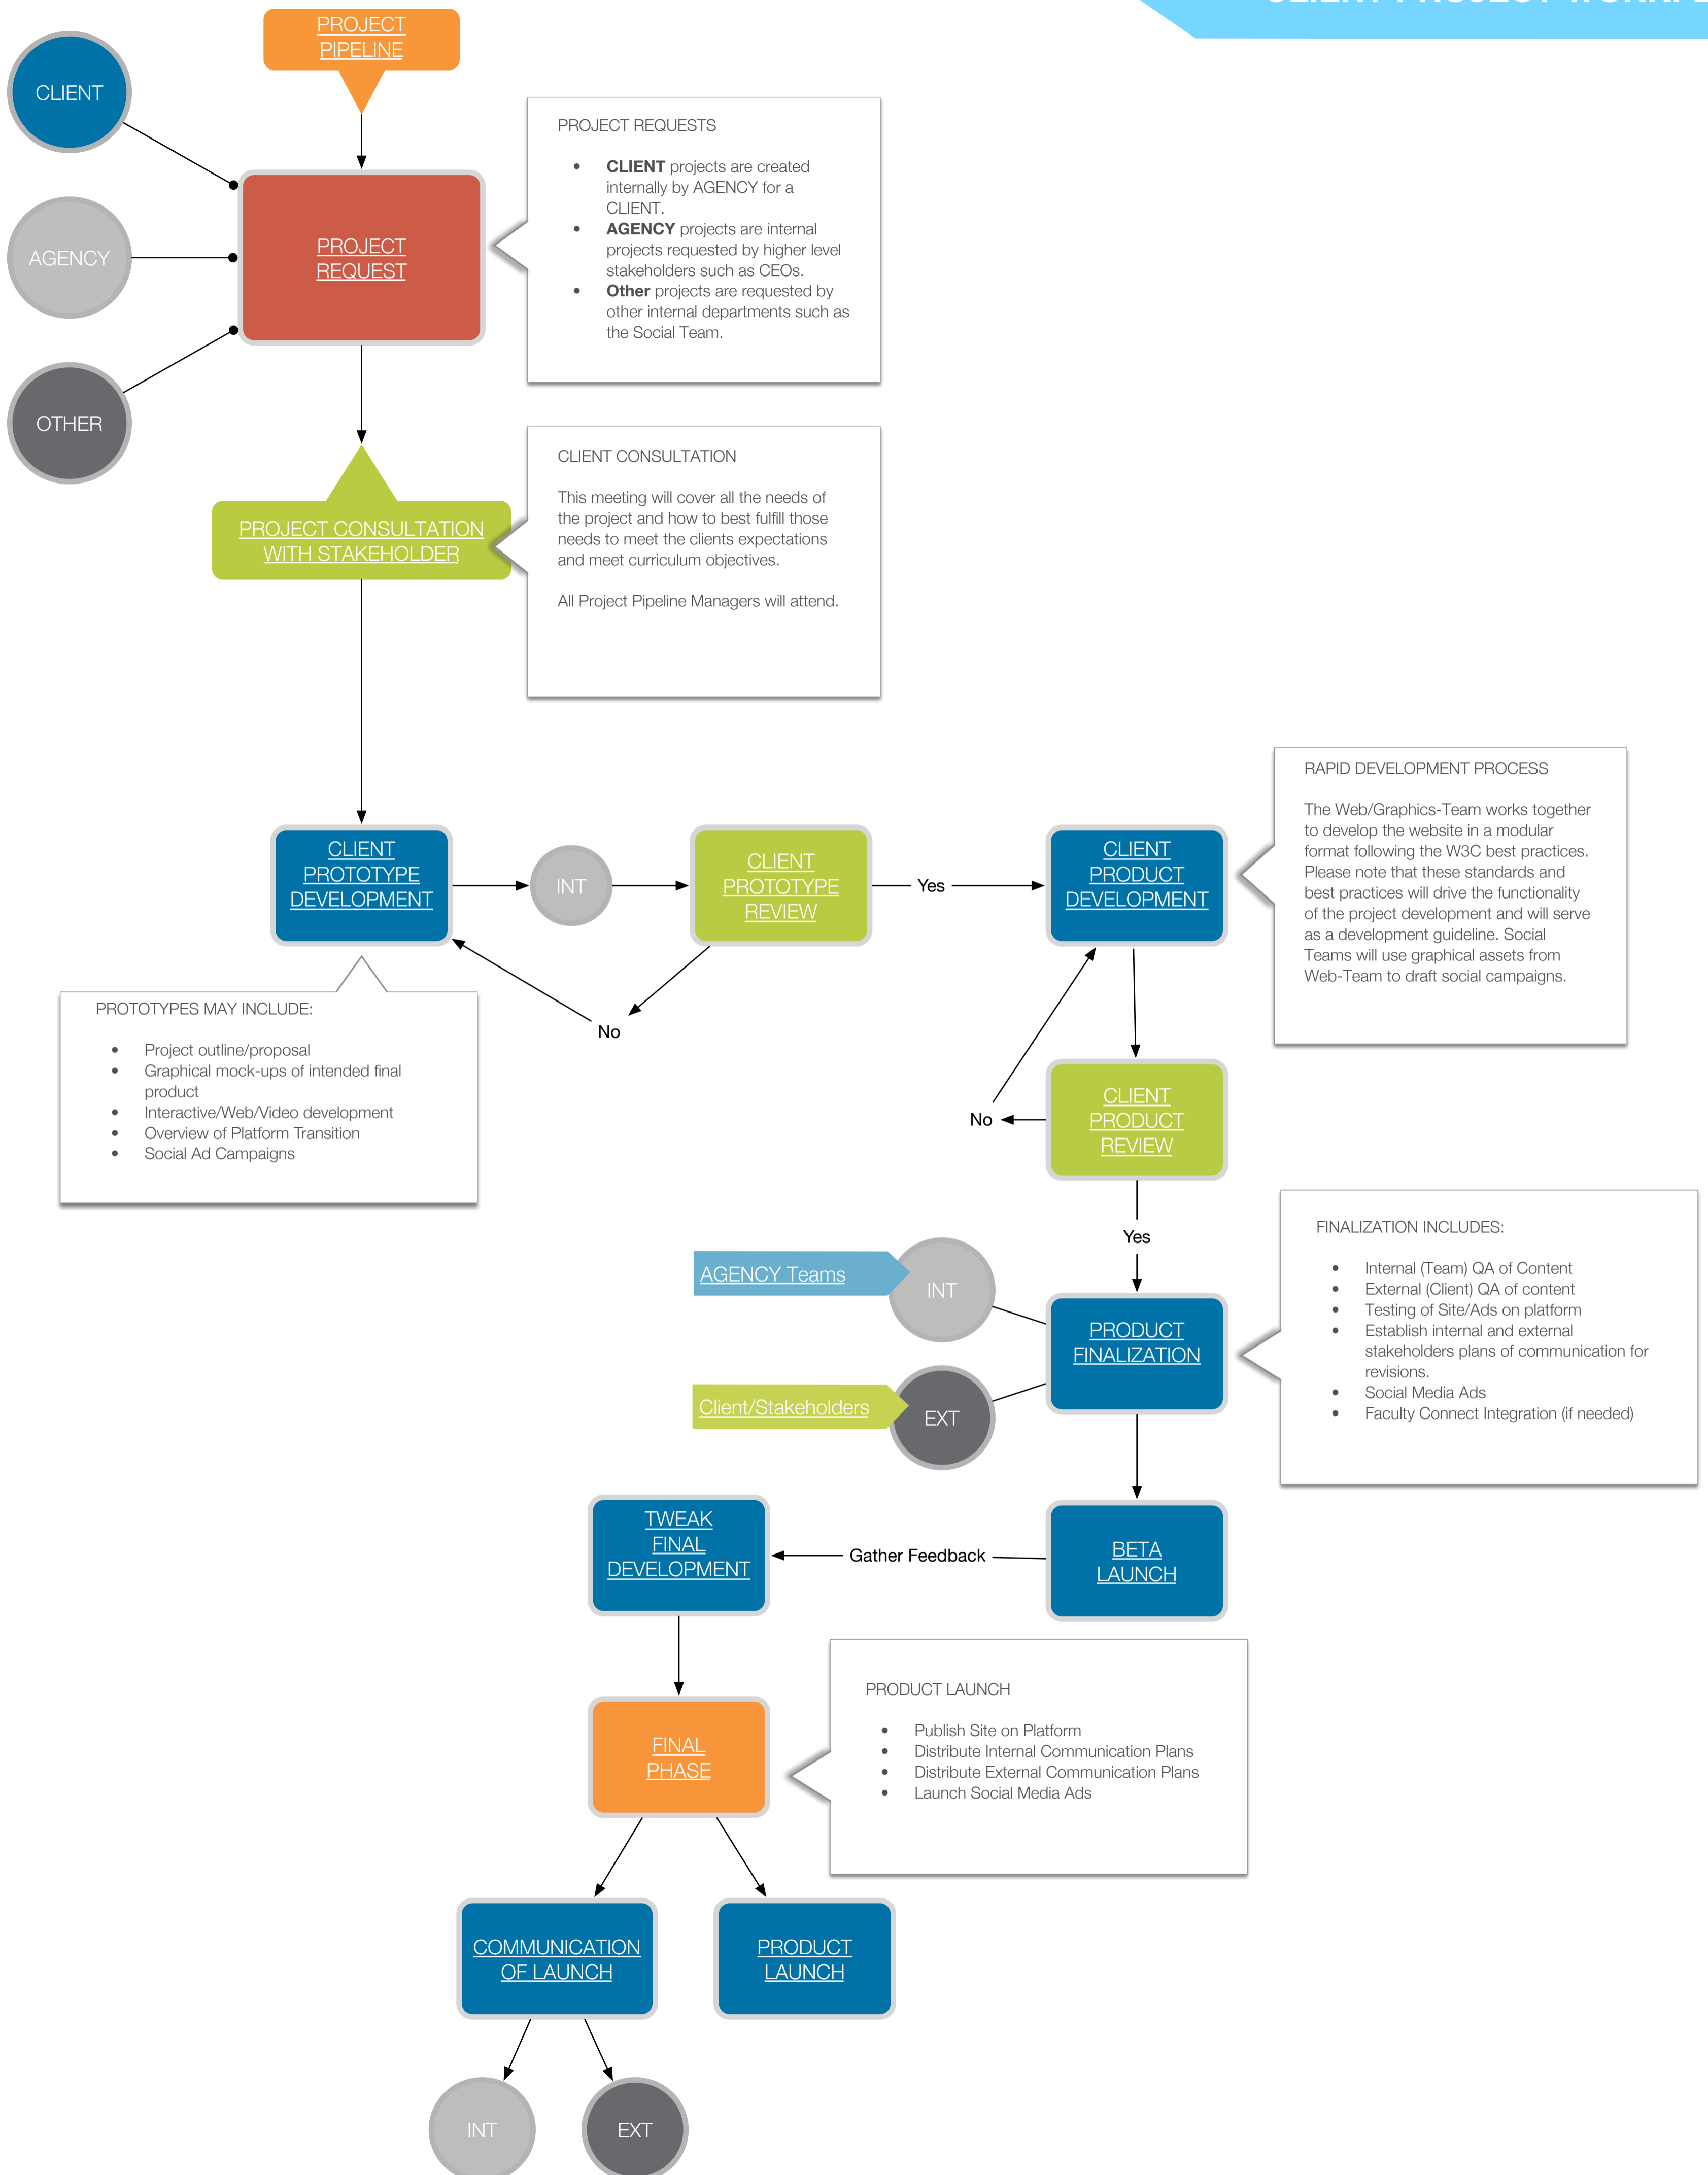 PROJECT
PIPELINE
CLIENT
AGENCY
OTHER
PROJECT
REQUEST
PROJECT REQUESTS
• CLIENT projects are created
internally by AGENCY for a
CLIENT.
• AGENCY projects are internal
projects requested by higher level
stakeholders such as CEOs.
• Other projects are requested by
other internal departments such as
the Social Team.
PROJECT CONSULTATION
WITH STAKEHOLDER
CLIENT CONSULTATION
This meeting will cover all the needs of
the project and how to best fulfill those
needs to meet the clients expectations
and meet curriculum objectives.
All Project Pipeline Managers will attend.
CLIENT
PROTOTYPE
DEVELOPMENT
INT
CLIENT
PROTOTYPE
REVIEW
Yes
No
CLIENT
PRODUCT
DEVELOPMENT
RAPID DEVELOPMENT PROCESS
The Web/Graphics-Team works together
to develop the website in a modular
format following the W3C best practices.
Please note that these standards and
best practices will drive the functionality
of the project development and will serve
as a development guideline. Social
Teams will use graphical assets from
Web-Team to draft social campaigns.
PROTOTYPES MAY INCLUDE:
• Project outline/proposal
• Graphical mock-ups of intended final
product
• Interactive/Web/Video development
• Overview of Platform Transition
• Social Ad Campaigns
No
CLIENT
PRODUCT
REVIEW
Yes
AGENCY Teams
INT
Client/Stakeholders
EXT
PRODUCT
FINALIZATION
FINALIZATION INCLUDES:
• Internal (Team) QA of Content
• External (Client) QA of content
• Testing of Site/Ads on platform
• Establish internal and external
stakeholders plans of communication for
revisions.
• Social Media Ads
• Faculty Connect Integration (if needed)
BETA
LAUNCH
Gather Feedback
TWEAK
FINAL
DEVELOPMENT
FINAL
PHASE
PRODUCT LAUNCH
• Publish Site on Platform
• Distribute Internal Communication Plans
• Distribute External Communication Plans
• Launch Social Media Ads
COMMUNICATION
OF LAUNCH
PRODUCT
LAUNCH
INT
EXT